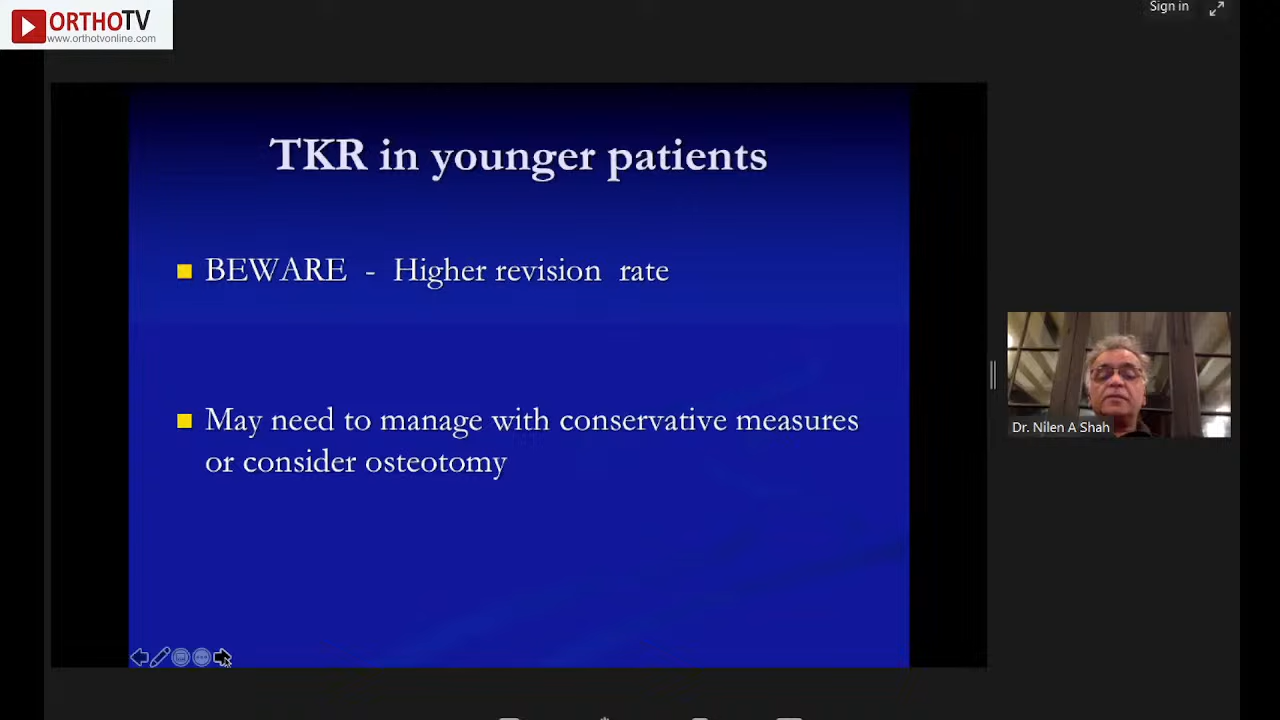 ORTHOTV
www.orthotvonline.com
Sign in
TKR in younger patients
BEWARE - Higher revision rate
May need to manage with conservative measures
or consider osteotomy
Dr. Nilen A Shah